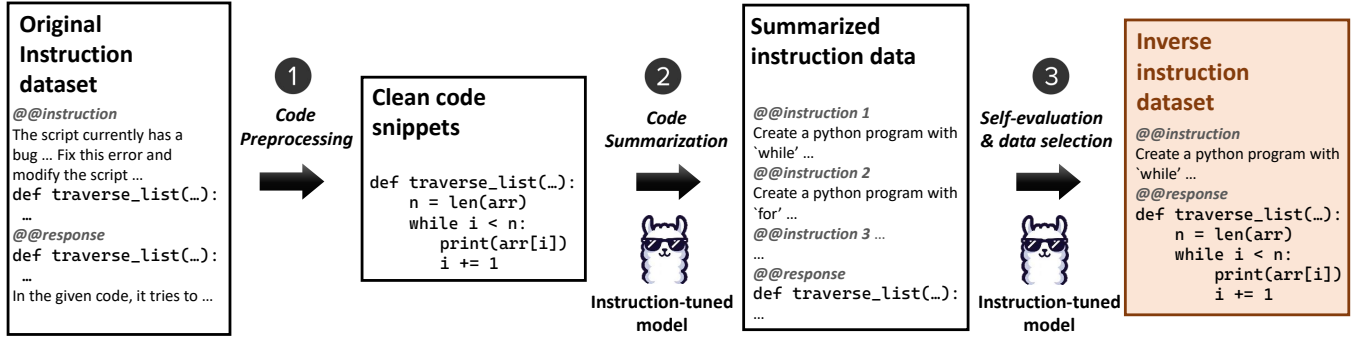 Original
Instruction
dataset
@@instruction
The script currently has a
bug … Fix this error and
modify the script …
def traverse_list(…):
…
@@response
def traverse_list(…):
…
In the given code, it tries to …
1
Code
Preprocessing
Clean code
snippets
def traverse_list(…):
n = len(arr)
while i < n:
print(arr[i])
i += 1
2
Code
Summarization
Instruction-tuned
model
Summarized
instruction data
@@instruction 1
Create a python program with
`while’ …
@@instruction 2
Create a python program with
`for’ …
@@instruction 3 …
…
@@response
def traverse_list(…):
…
3
Self-evaluation
& data selection
Instruction-tuned
model
Inverse
instruction
dataset
@@instruction
Create a python program with
`while’ …
@@response
def traverse_list(…):
n = len(arr)
while i < n:
print(arr[i])
i += 1